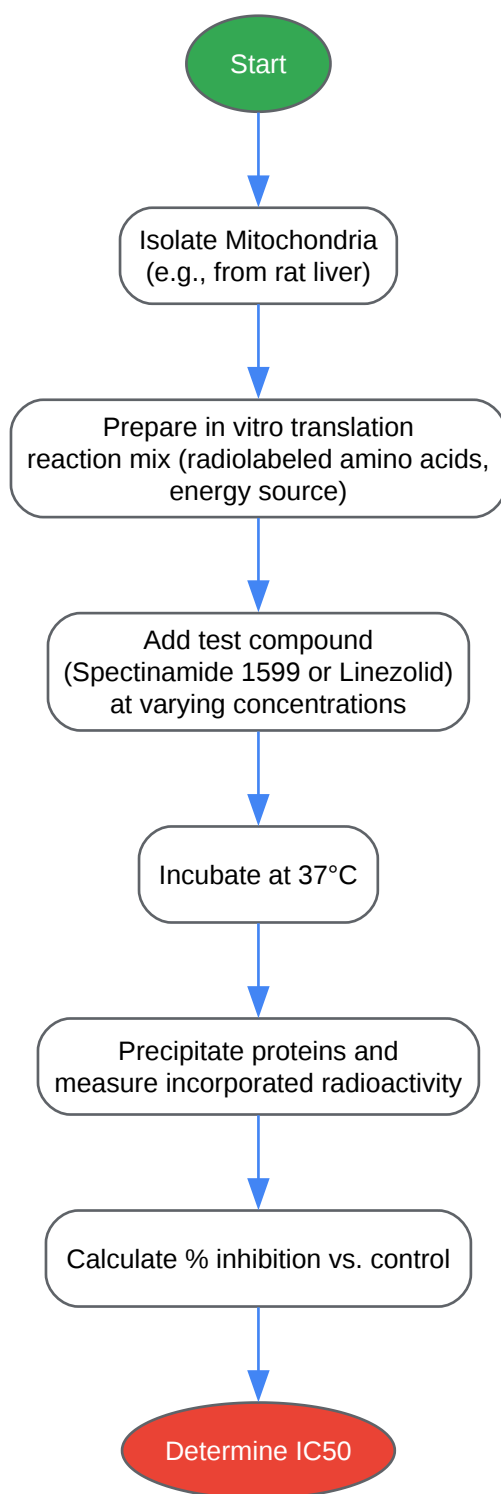 Start
Isolate Mitochondria
(e.g., from rat liver)
Prepare in vitro translation
reaction mix (radiolabeled amino acids,
energy source)
Add test compound
(Spectinamide 1599 or Linezolid)
at varying concentrations
Incubate at 37°C
Precipitate proteins and
measure incorporated radioactivity
Calculate % inhibition vs. control
Determine IC50